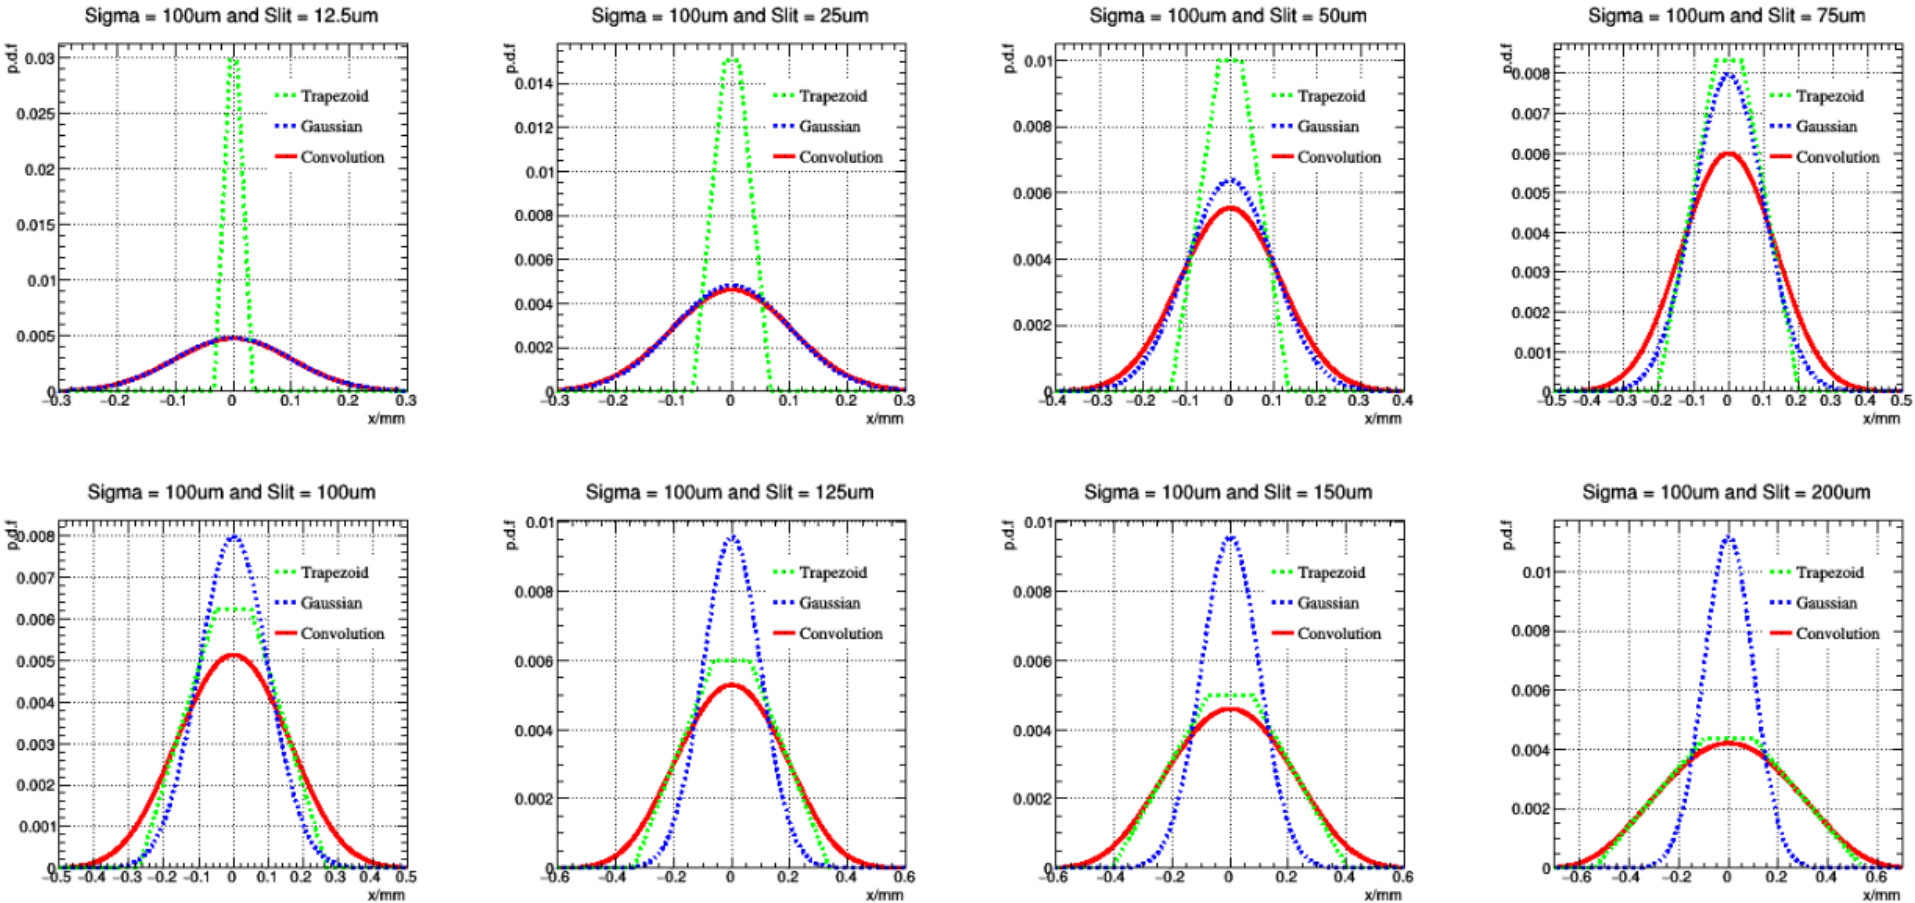 Sigma = 100um and Slit = 12.5um
p.d.f
0.03
0.025
0.02
0.015
0.01
0.005
0
−0.3 −0.2 −0.1 0 0.1 0.2 0.3
x/mm
Trapezoid
Gaussian
Convolution
Sigma = 100um and Slit = 25um
p.d.f
0.014
0.012
0.01
0.008
0.006
0.004
0.002
0
−0.3 −0.2 −0.1 0 0.1 0.2 0.3
x/mm
Trapezoid
Gaussian
Convolution
Sigma = 100um and Slit = 50um
p.d.f
0.01
0.008
0.006
0.004
0.002
0
−0.4 −0.3 −0.2 −0.1 0 0.1 0.2 0.3 0.4
x/mm
Trapezoid
Gaussian
Convolution
Sigma = 100um and Slit = 75um
p.d.f
0.008
0.007
0.006
0.005
0.004
0.003
0.002
0.001
0
−0.5 −0.4 −0.3 −0.2 −0.1 0 0.1 0.2 0.3 0.4 0.5
x/mm
Trapezoid
Gaussian
Convolution
Sigma = 100um and Slit = 100um
p.d.f
0.008
0.007
0.006
0.005
0.004
0.003
0.002
0.001
0
−0.5 −0.4 −0.3 −0.2 −0.1 0 0.1 0.2 0.3 0.4 0.5
x/mm
Trapezoid
Gaussian
Convolution
Sigma = 100um and Slit = 125um
p.d.f
0.01
0.008
0.006
0.004
0.002
0
−0.6 −0.4 −0.2 0 0.2 0.4 0.6
x/mm
Trapezoid
Gaussian
Convolution
Sigma = 100um and Slit = 150um
p.d.f
0.01
0.008
0.006
0.004
0.002
0
−0.6 −0.4 −0.2 0 0.2 0.4 0.6
x/mm
Trapezoid
Gaussian
Convolution
Sigma = 100um and Slit = 200um
p.d.f
0.01
0.008
0.006
0.004
0.002
0
−0.6 −0.4 −0.2 0 0.2 0.4 0.6
x/mm
Trapezoid
Gaussian
Convolution